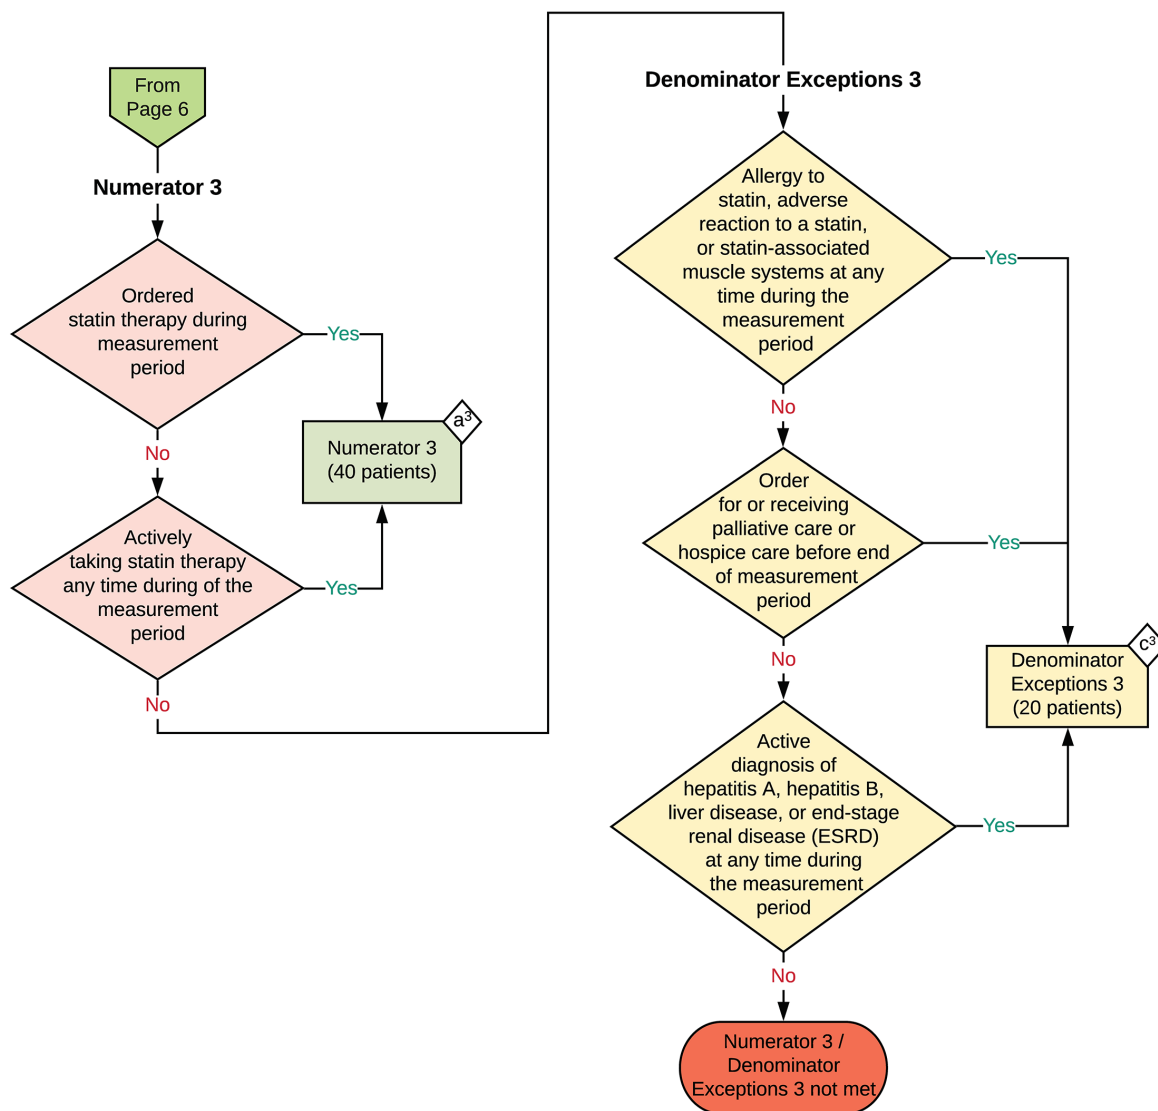 From
Page 6
Numerator 3
Ordered
statin therapy during
measurement
period
Yes
No
a³
Numerator 3
(40 patients)
Actively
taking statin therapy
any time during of the
measurement
period
Yes
No
Denominator Exceptions 3
Allergy to
statin, adverse
reaction to a statin,
or statin-associated
muscle systems at any
time during the
measurement
period
Yes
No
Order
for or receiving
palliative care or
hospice care before end
of measurement
period
Yes
No
c³
Denominator
Exceptions 3
(20 patients)
Active
diagnosis of
hepatitis A, hepatitis B,
liver disease, or end-stage
renal disease (ESRD)
at any time during
the measurement
period
Yes
No
Numerator 3 /
Denominator
Exceptions 3 not met